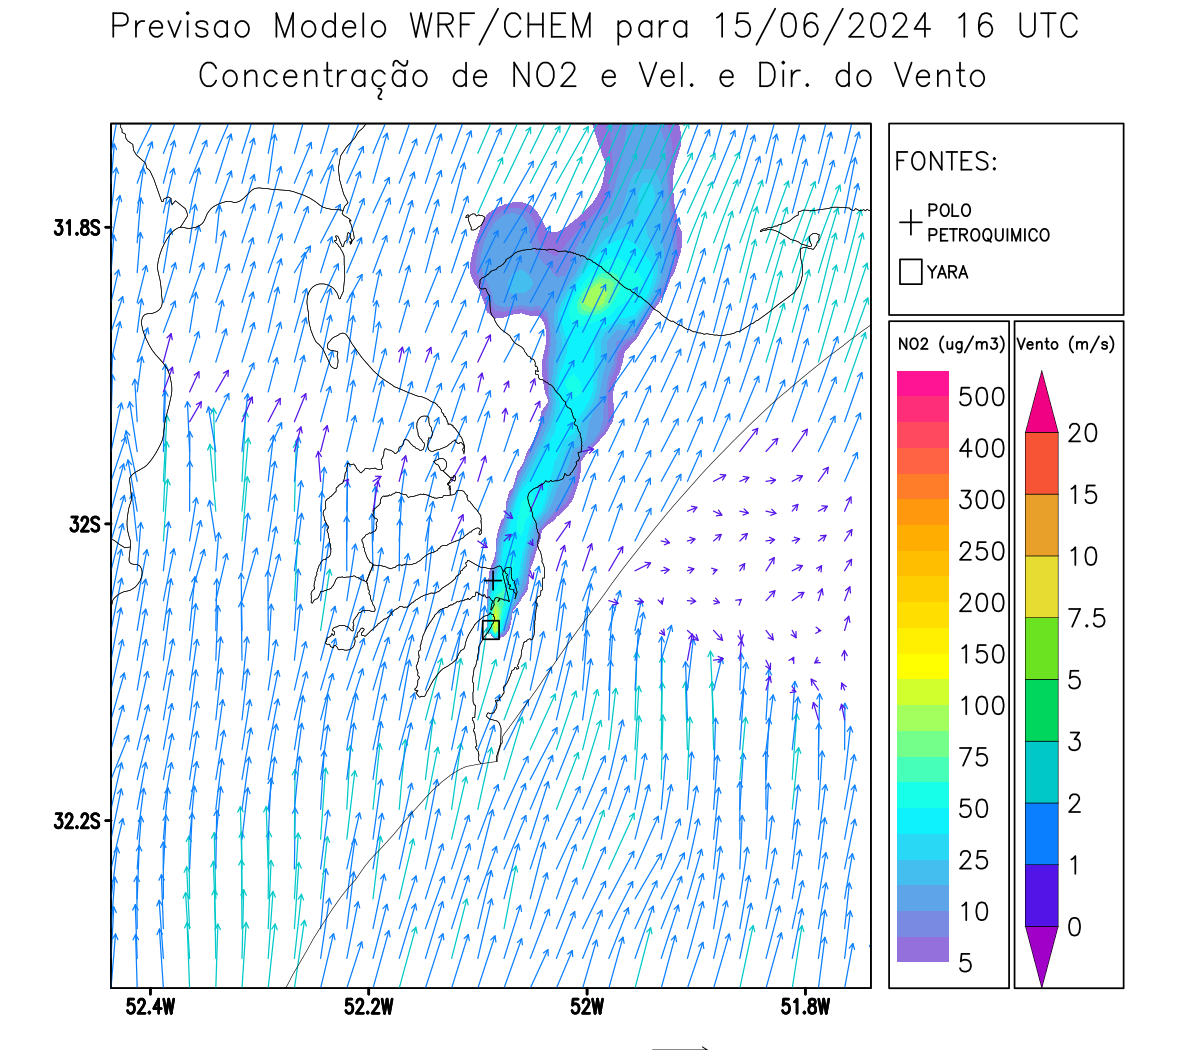 Previsao Modelo WRF/CHEM para 15/06/2024 16 UTC
Concentração de NO2 e Vel. e Dir. do Vento
FONTES:
POLO
PETROQUIMICO
YARA
NO2 (ug/m3)
500
400
300
250
200
150
100
75
50
25
10
5
Vento (m/s)
20
15
10
7.5
5
3
2
1
0
31.8S
32S
32.2S
52.4W
52.2W
52W
51.8W